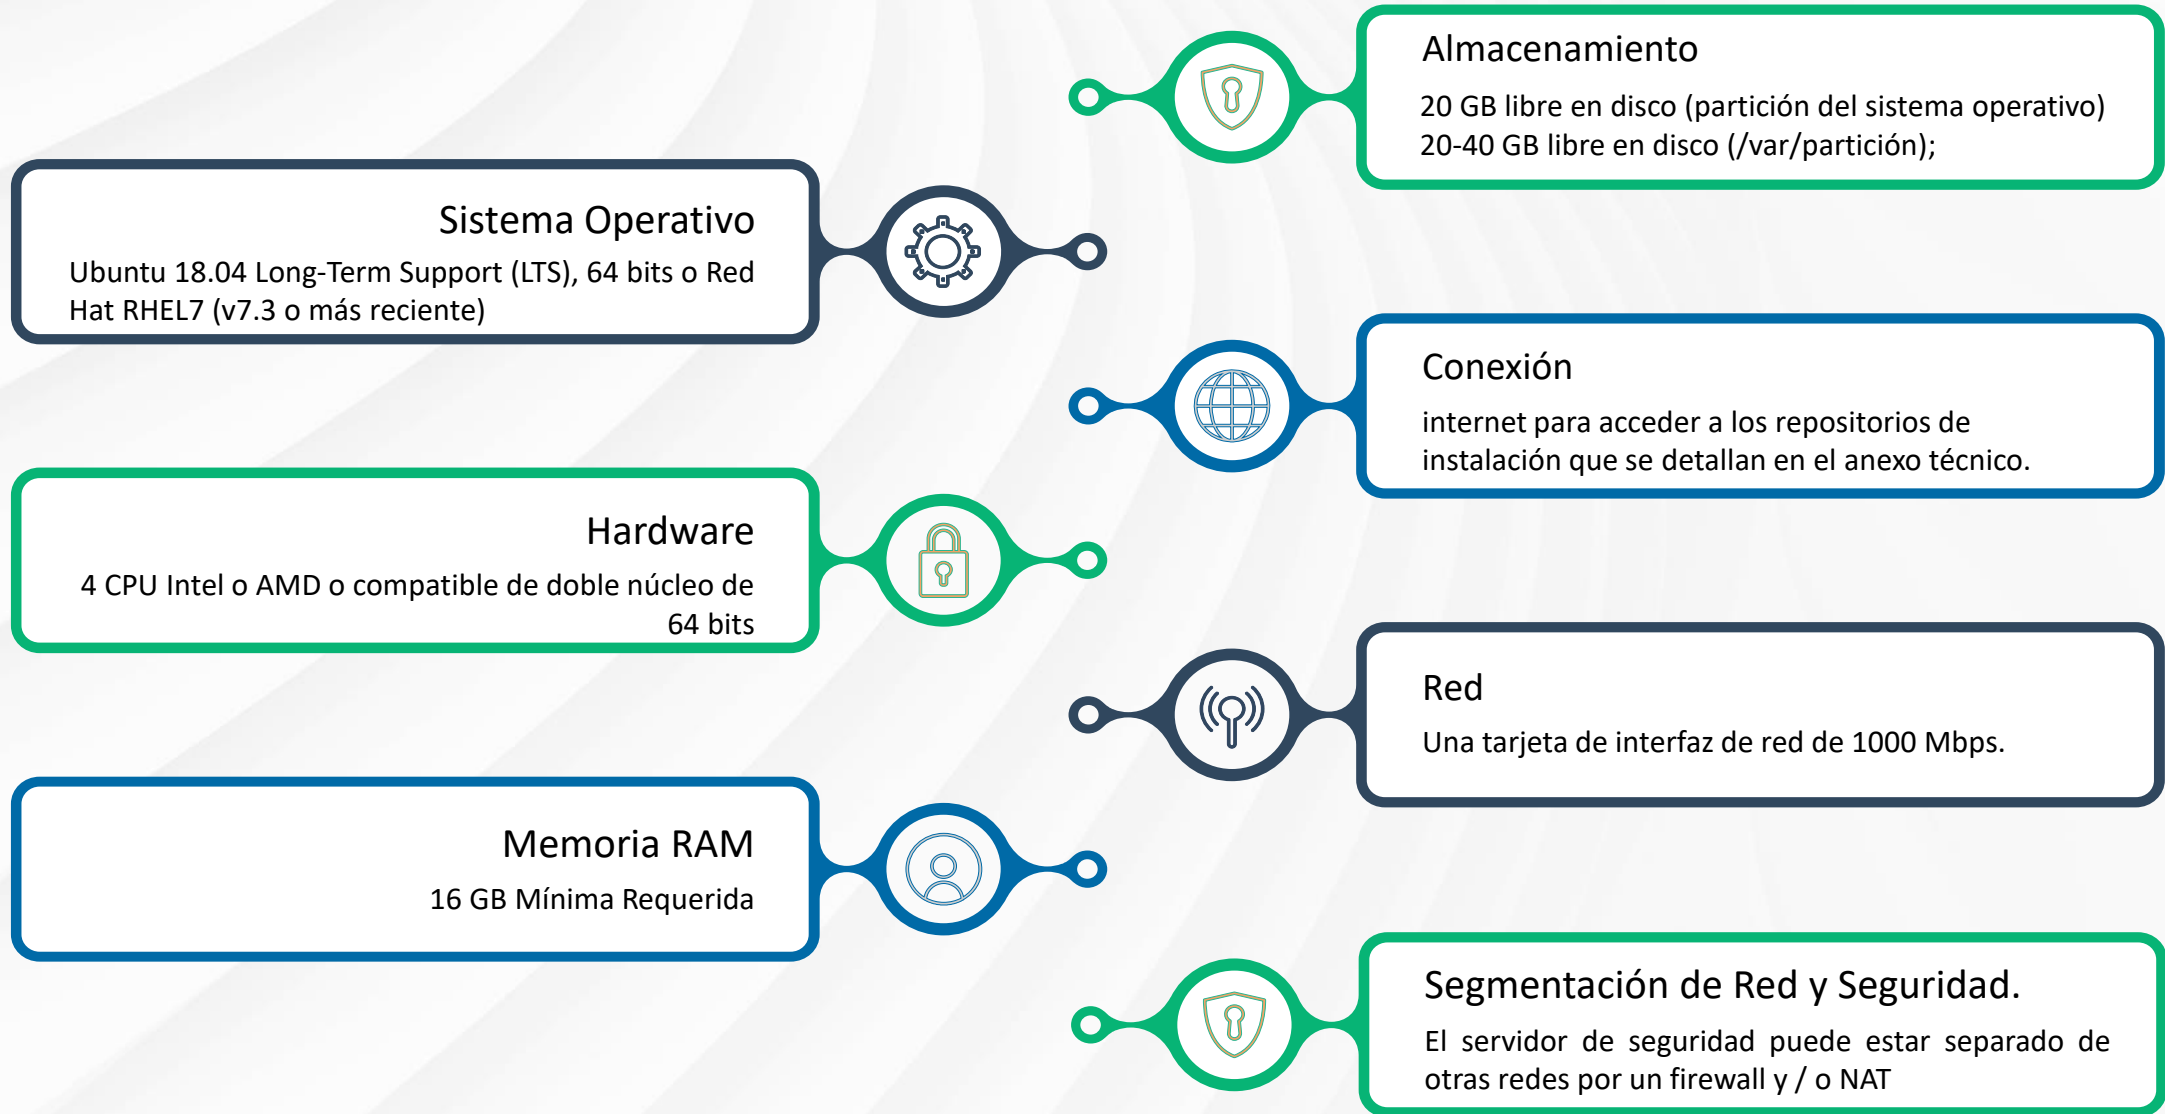 Almacenamiento
20 GB libre en disco (partición del sistema operativo)
20-40 GB libre en disco (/var/partición);
Sistema Operativo
Ubuntu 18.04 Long-Term Support (LTS), 64 bits o Red
Hat RHEL7 (v7.3 o más reciente)
Conexión
internet para acceder a los repositorios de
instalación que se detallan en el anexo técnico.
Hardware
4 CPU Intel o AMD o compatible de doble núcleo de
64 bits
Red
Una tarjeta de interfaz de red de 1000 Mbps.
Memoria RAM
16 GB Mínima Requerida
Segmentación de Red y Seguridad.
El servidor de seguridad puede estar separado de
otras redes por un firewall y / o NAT